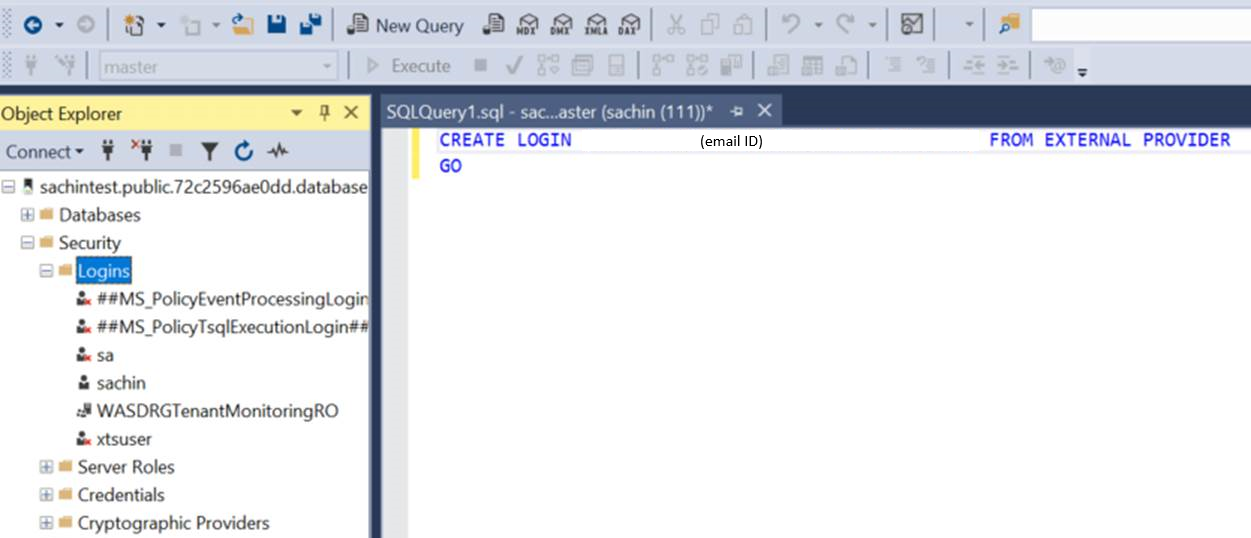 New Query
MDX DMX XMLA DAX
master
Execute
Object Explorer
SQLQuery1.sql - sac...aster (sachin (111))*
Connect
CREATE LOGIN (email ID) FROM EXTERNAL PROVIDER
GO
sachintest.public.72c2596ae0dd.database
Databases
Security
Logins
##MS_PolicyEventProcessingLogin
##MS_PolicyTsqlExecutionLogin##
sa
sachin
WASDRGTenantMonitoringRO
xtsuser
Server Roles
Credentials
Cryptographic Providers